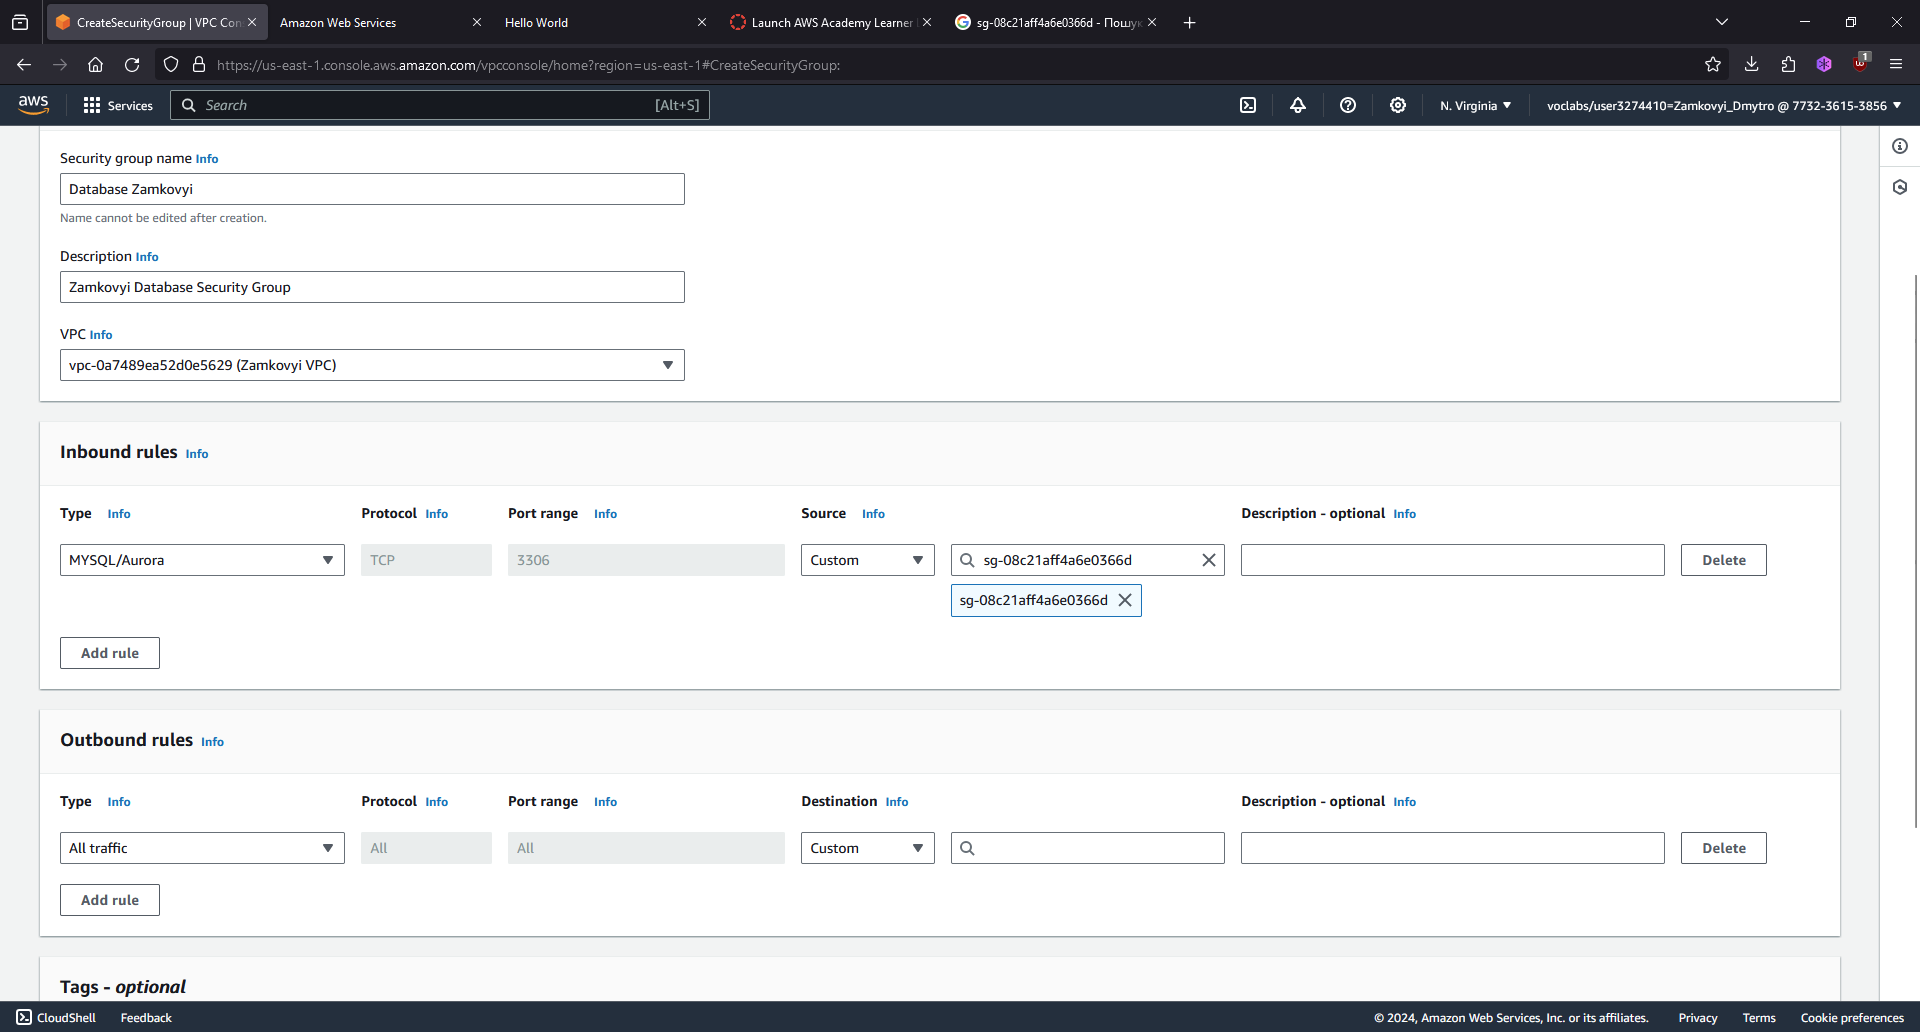 CreateSecurityGroup | VPC Con
Amazon Web Services
Hello World
Launch AWS Academy Learner
sg-08c21aff4a6e0366d - Пошук
https://us-east-1.console.aws.amazon.com/vpcconsole/home?region=us-east-1#CreateSecurityGroup:
1
aws
Services
Search
[Alt+S]
N. Virginia
voclabs/user3274410=Zamkovyi_Dmytro @ 7732-3615-3856
Security group name Info
Database Zamkovyi
Name cannot be edited after creation.
Description Info
Zamkovyi Database Security Group
VPC Info
vpc-0a7489ea52d0e5629 (Zamkovyi VPC)
Inbound rules Info
Type Info Protocol Info Port range Info Source Info Description - optional Info
MYSQL/Aurora TCP 3306 Custom sg-08c21aff4a6e0366d Delete
sg-08c21aff4a6e0366d
Add rule
Outbound rules Info
Type Info Protocol Info Port range Info Destination Info Description - optional Info
All traffic All All Custom Delete
Add rule
Tags - optional
CloudShell Feedback © 2024, Amazon Web Services, Inc. or its affiliates. Privacy Terms Cookie preferences